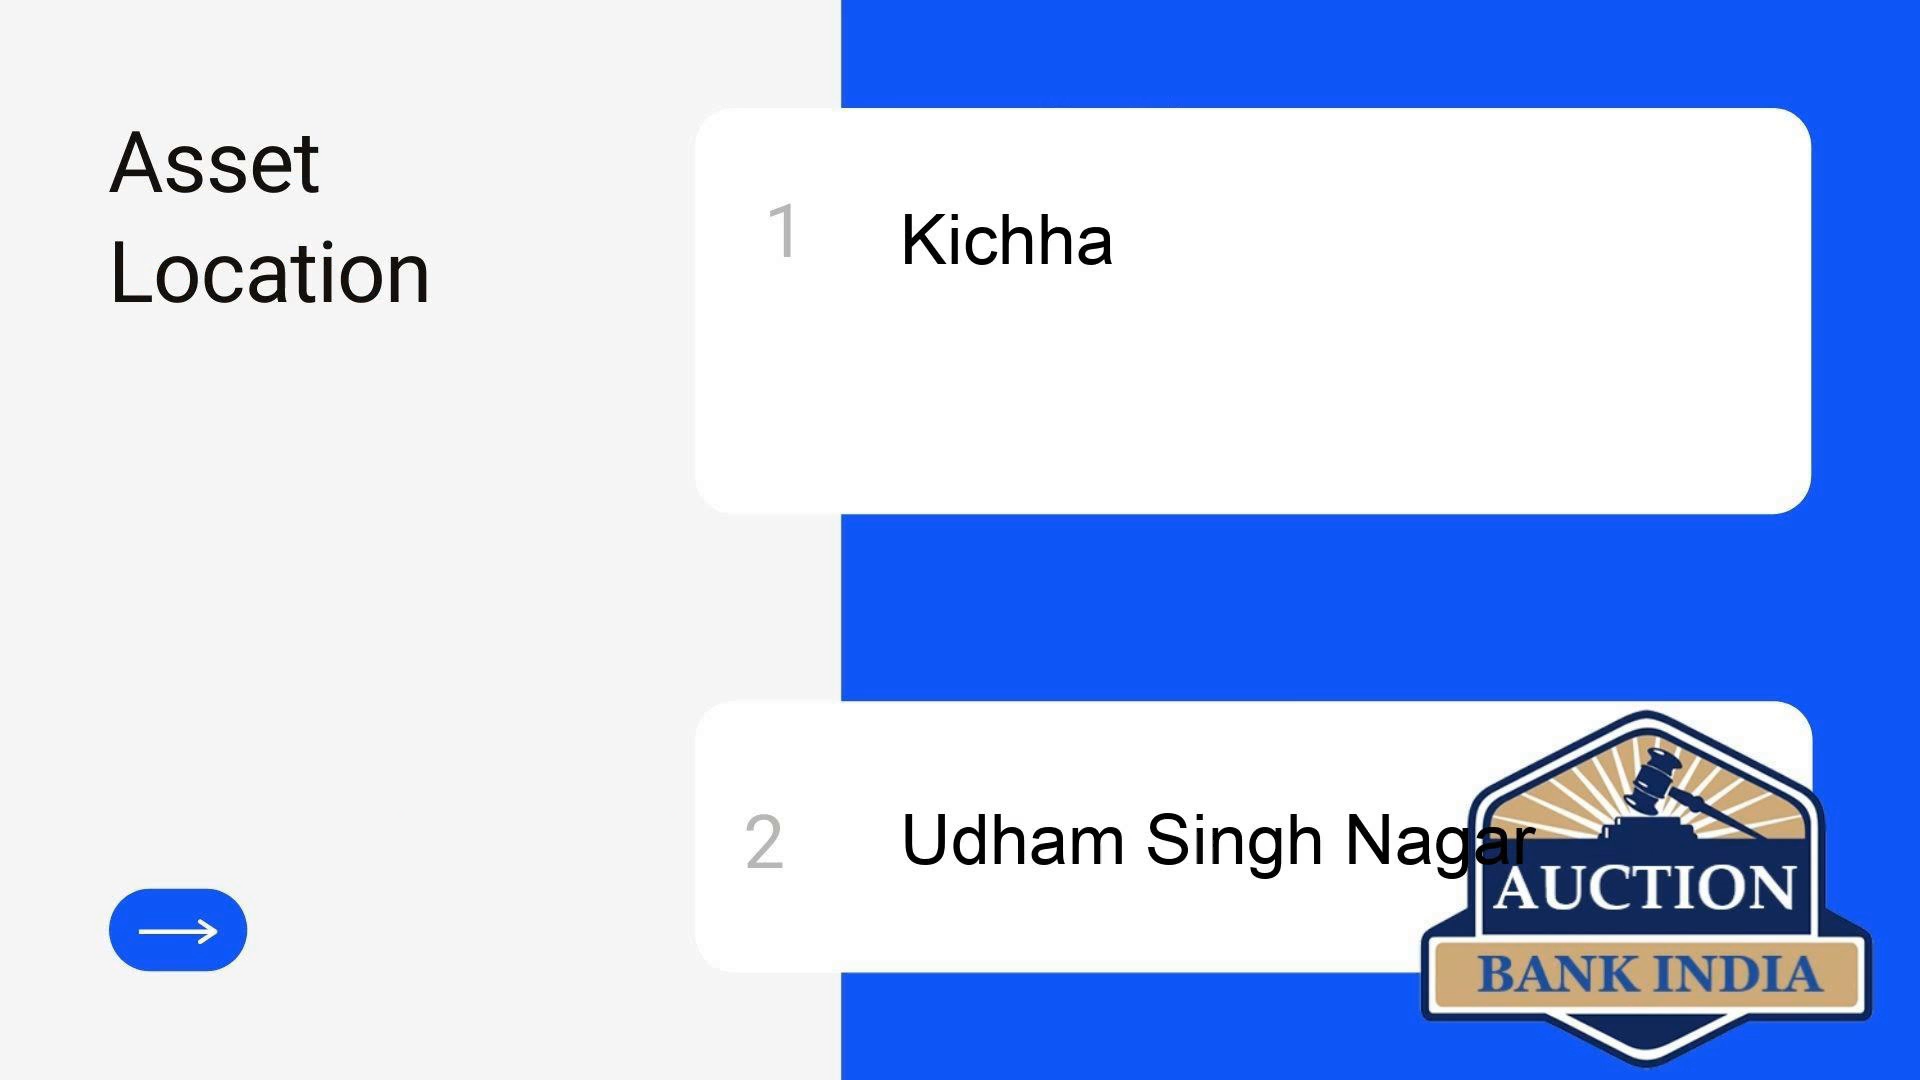 Asset
Location
1
Kichha
2
Udham Singh Nagar
AUCTION
BANK INDIA